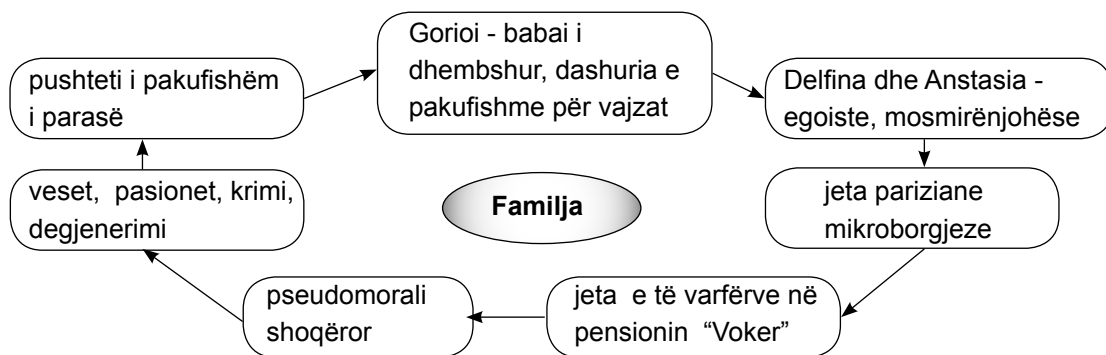 Gorioi - babai i
dhembshur, dashuria e
pakufishme për vajzat
Delfina dhe Anstasia -
egoiste, mosmirënjohëse
jeta pariziane
mikroborgjeze
jeta e të varfërve në
pensionin “Voker”
pseudomorali
shoqëror
veset, pasionet, krimi,
degjenerimi
pushteti i pakufishëm
i parasë
Familja